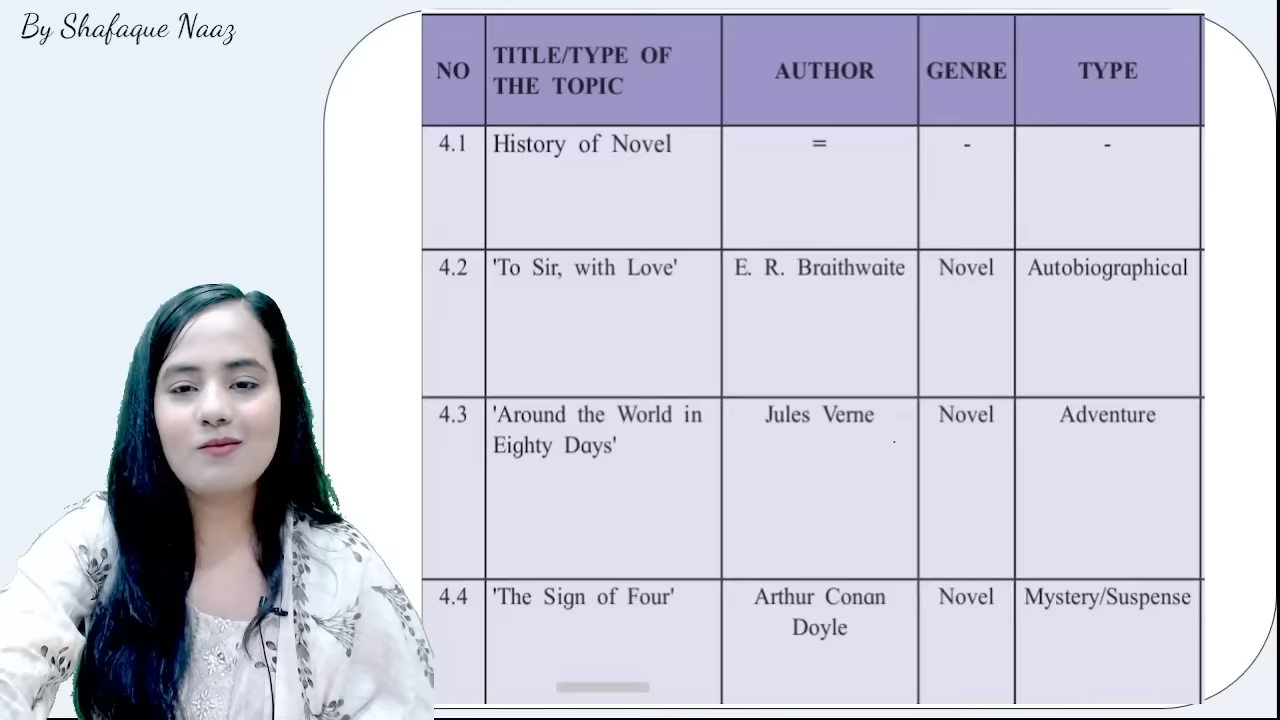 By Shafaque Naaz
NO TITLE/TYPE OF THE TOPIC AUTHOR GENRE TYPE
4.1 History of Novel = - -
4.2 'To Sir, with Love' E. R. Braithwaite Novel Autobiographical
4.3 'Around the World in Eighty Days' Jules Verne Novel Adventure
4.4 'The Sign of Four' Arthur Conan Doyle Novel Mystery/Suspense